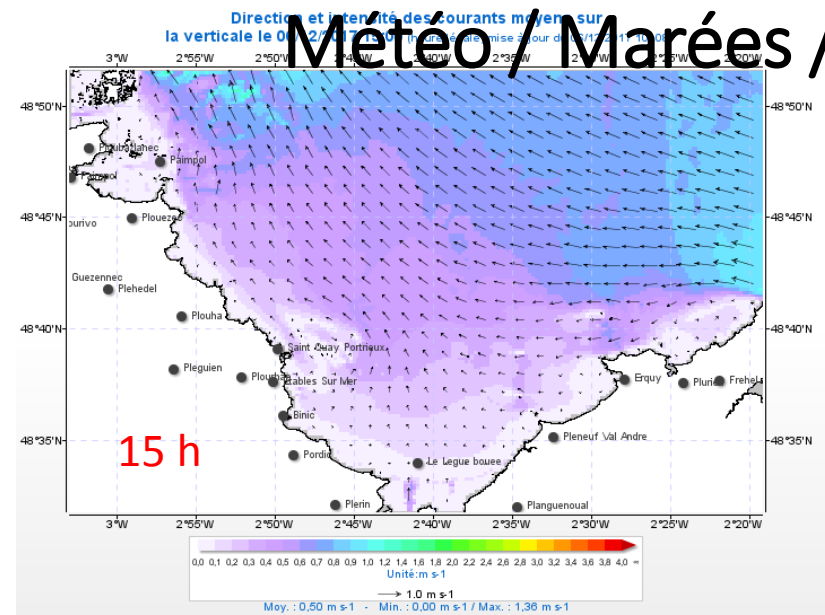 Direction et intensité des courants moyens sur
la verticale le
Météo / Marées /
3°W 2°55'W 2°50'W 2°45'W 2°40'W 2°35'W 2°30'W 2°25'W 2°20'W
48°50'N 48°50'N
Paimpol
48°45'N Plouezec 48°45'N
Guezennec
Plehedel
Plouha
48°40'N 48°40'N
Saint Quay Portrieux
Pleguien
Erquy Frehel
Binic
48°35'N 48°35'N
Pleneuf Val Andre
15 h
Pordic
Le Legue bouee
Plerin Planguenoual
3°W 2°55'W 2°50'W 2°45'W 2°40'W 2°35'W 2°30'W 2°25'W 2°20'W
0,0 0,1 0,2 0,3 0,4 0,5 0,6 0,7 0,8 0,9 1,0 1,2 1,4 1,6 1,8 2,0 2,2 2,4 2,6 2,8 3,0 3,2 3,4 3,6 3,8 4,0 ∞
Unité:m s-1
1.0 m s-1
Moy. : 0,50 m s-1 - Min. : 0,00 m s-1 / Max. : 1,36 m s-1